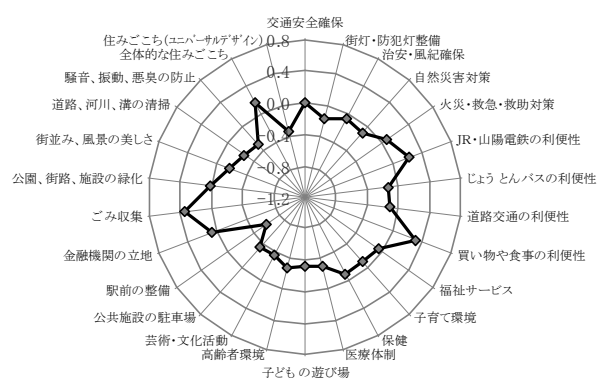 交通安全確保
街灯・防犯灯整備
治安・風紀確保
自然災害対策
火災・救急・救助対策
JR・山陽電鉄の利便性
じょうとんバスの利便性
道路交通の利便性
買い物や食事の利便性
福祉サービス
子育て環境
保健
医療体制
子どもの遊び場
高齢者環境
芸術・文化活動
公共施設の駐車場
駅前の整備
金融機関の立地
ごみ収集
公園、街路、施設の緑化
街並み、風景の美しさ
道路、河川、溝の清掃
騒音、振動、悪臭の防止
全体的な住みごこち
住みごこち(ユニバーサルデザイン)
0.8
0.4
0.0
-0.4
-0.8
-1.2